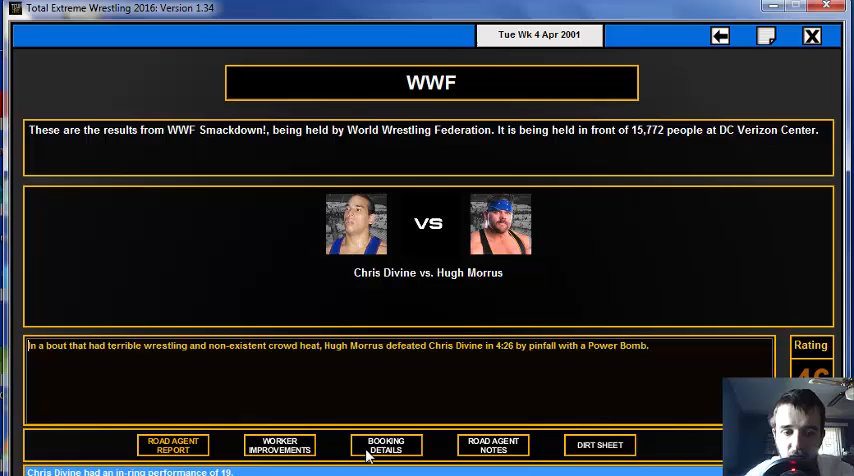 Total Extreme Wrestling 2016: Version 1.34
Tue Wk 4 Apr 2001
WWF
These are the results from WWF Smackdown!, being held by World Wrestling Federation. It is being held in front of 15,772 people at DC Verizon Center.
VS
Chris Divine vs. Hugh Morrus
In a bout that had terrible wrestling and non-existent crowd heat, Hugh Morrus defeated Chris Divine in 4:26 by pinfall with a Power Bomb.
Rating
46
ROAD AGENT REPORT
WORKER IMPROVEMENTS
BOOKING DETAILS
ROAD AGENT NOTES
DIRT SHEET
Chris Divine had an in-ring performance of 19.